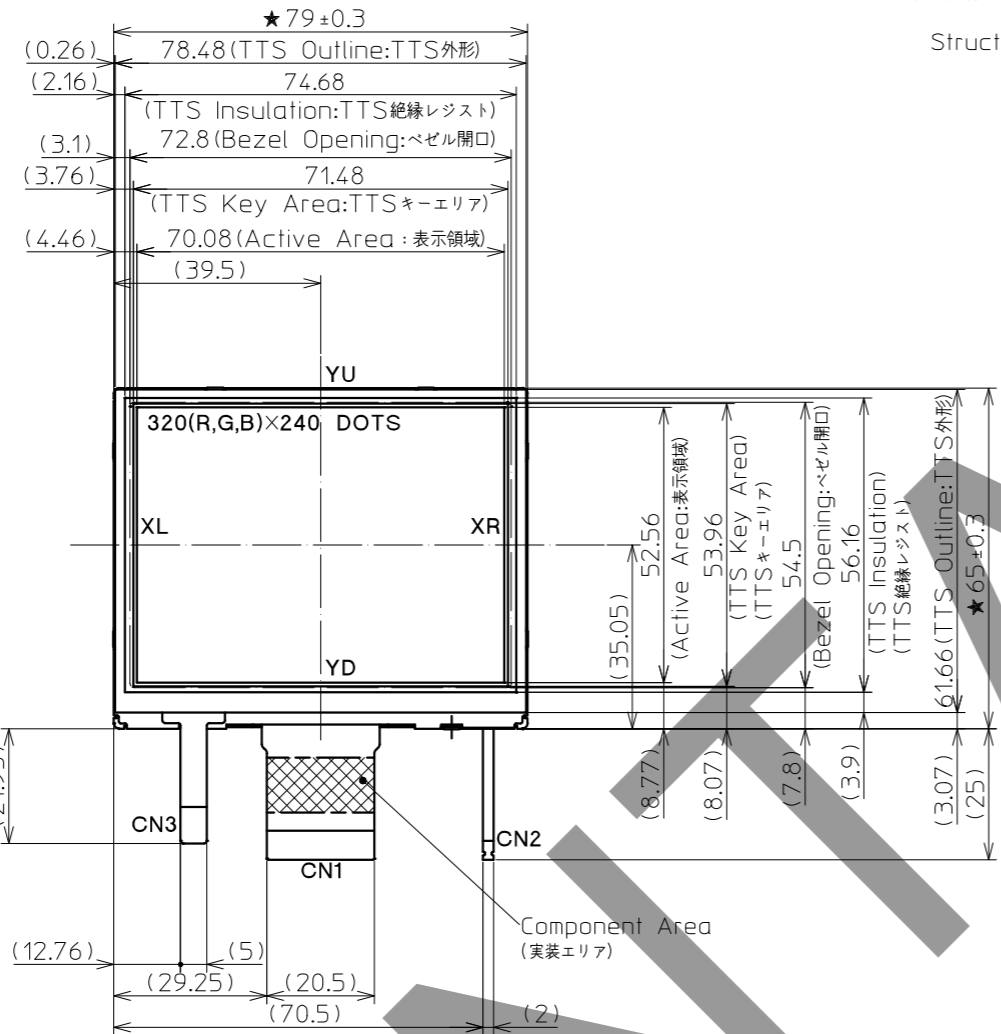 ★79±0.3
Struct
(0.26) 78.48(TTS Outline:TTS外形)
(2.16) 74.68
(TTS Insulation:TTS絶縁レジスト)
(3.1) 72.8(Bezel Opening:ベゼル開口)
(3.76) 71.48
(TTS Key Area:TTSキーエリア)
(4.46) 70.08(Active Area:表示領域)
(39.5)
YU
320(R,G,B)×240 DOTS
XL
XR
YD
(35.05)
52.56
(Active Area:表示領域)
53.96
(TTS Key Area)
(TTSキーエリア)
54.5
(Bezel Opening:ベゼル開口)
56.16
(TTS Insulation)
(TTS絶縁レジスト)
61.66(TTS Outline:TTS外形)
★65±0.3
(8.77)
(8.07)
(7.8)
(3.9)
(3.07)
(25)
CN3
CN1
CN2
Component Area
(実装エリア)
(12.76) (5)
(29.25) (20.5)
(70.5) (2)